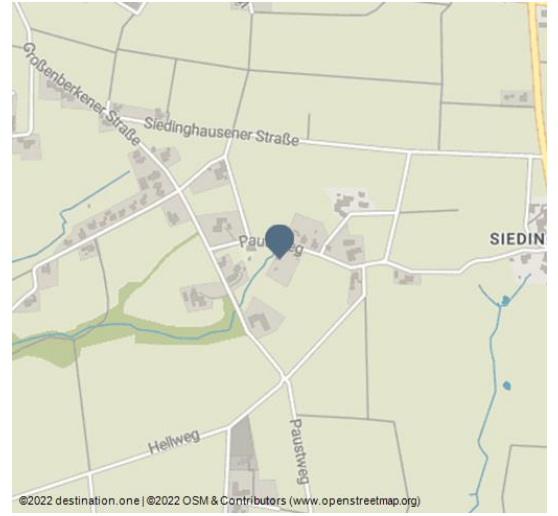 Großenberkener Straße
Siedinghausener Straße
SIEDIN
Hellweg
Paustweg
©2022 destination.one | ©2022 OSM & Contributors (www.openstreetmap.org)